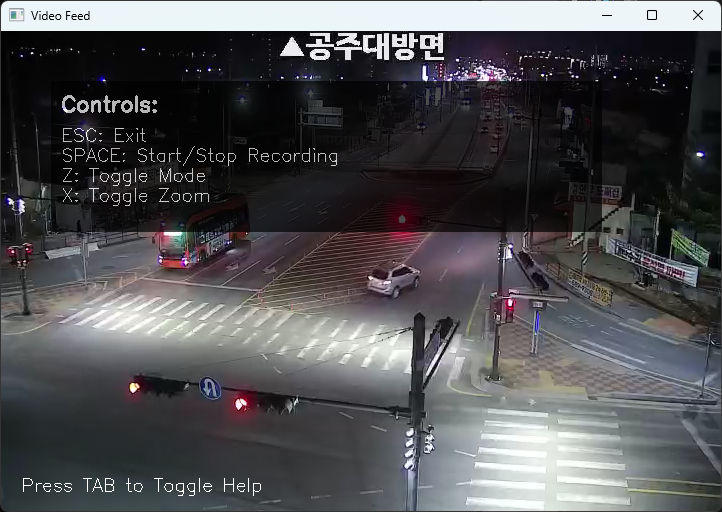 Video Feed
▲공주대방면
Controls:
ESC: Exit
SPACE: Start/Stop Recording
Z: Toggle Mode
X: Toggle Zoom
Press TAB to Toggle Help